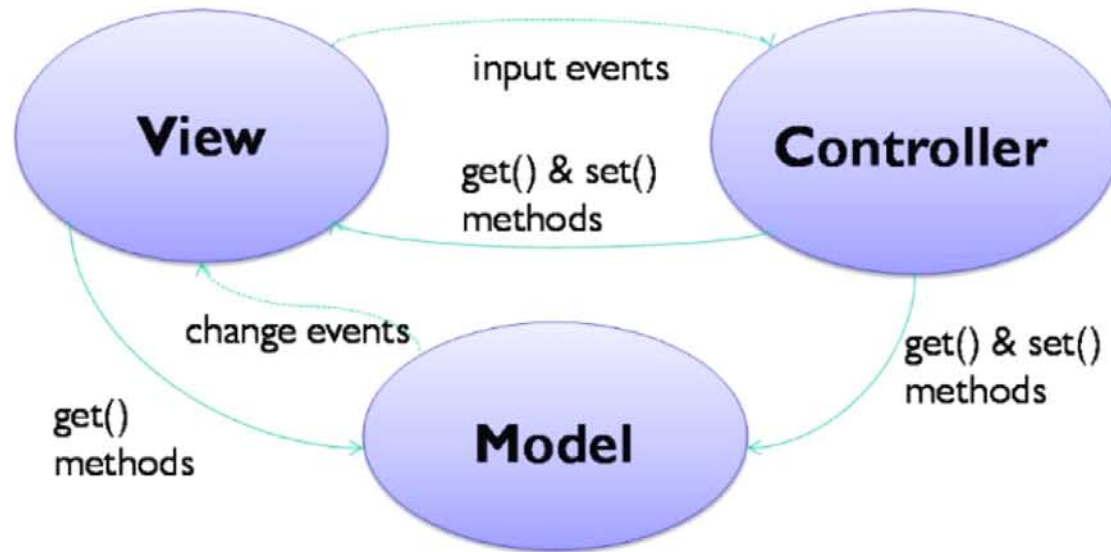 input events
View
Controller
get() & set()
methods
change events
get() & set()
methods
get()
methods
Model